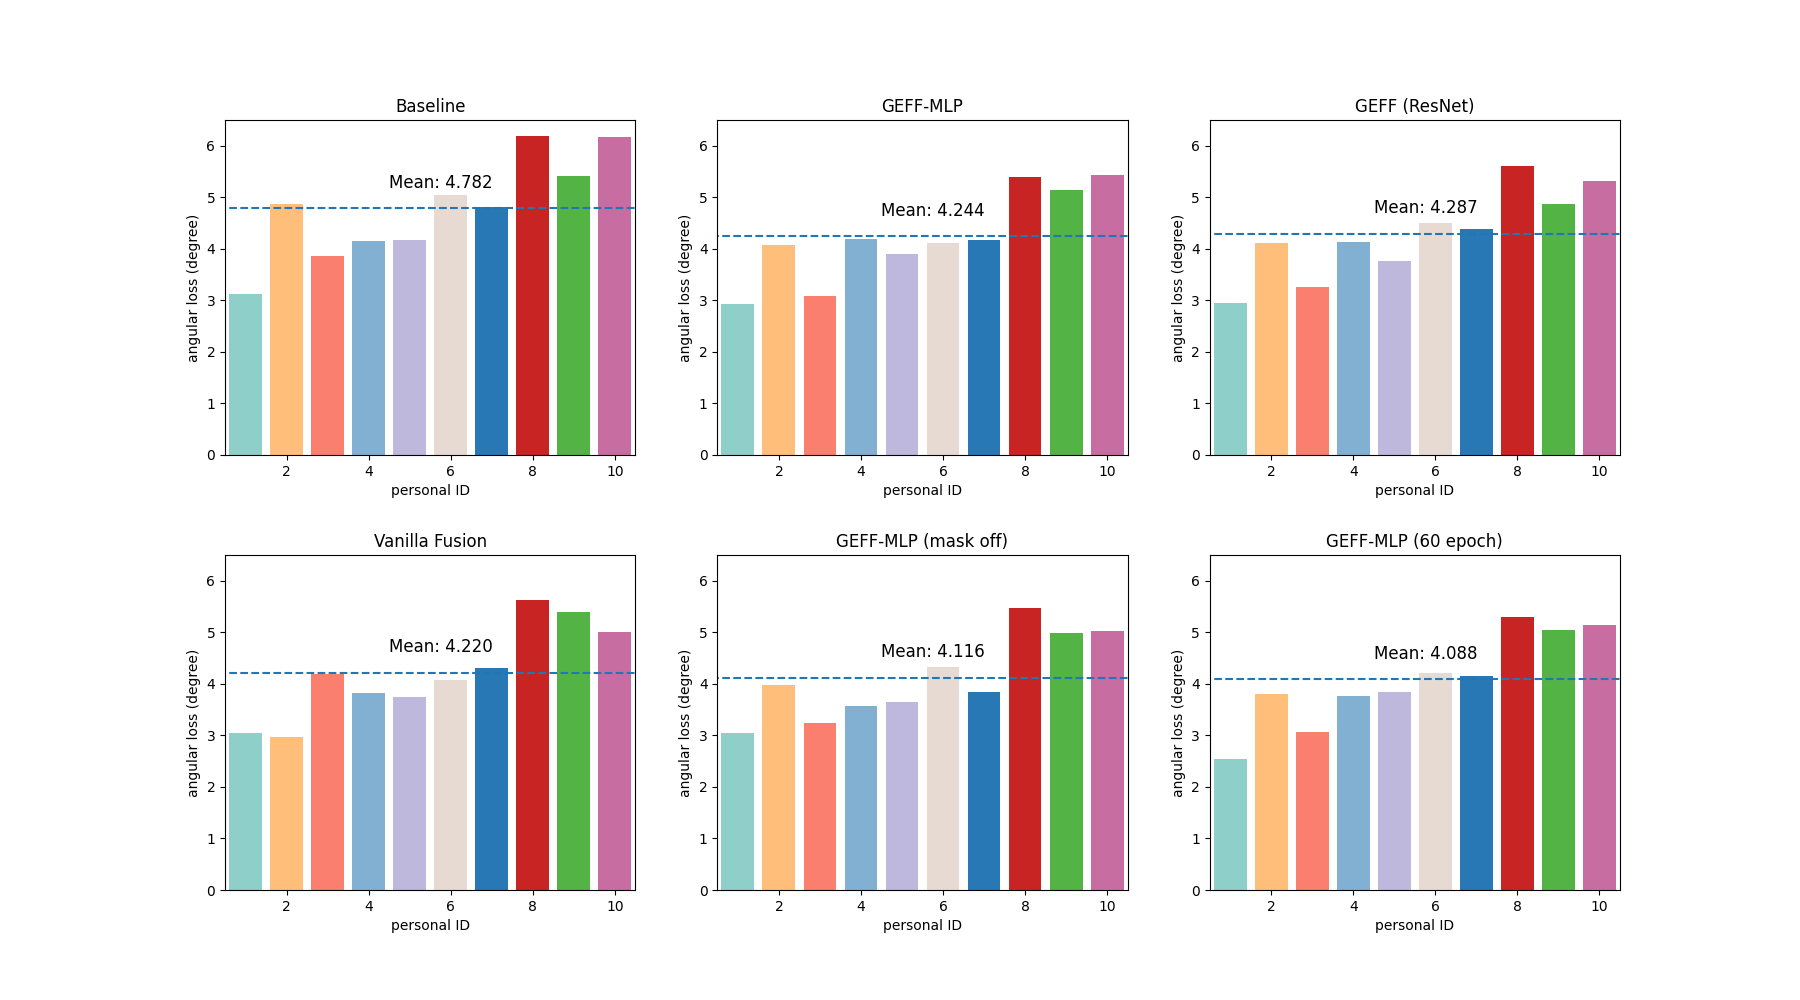 Baseline
6
5
4
3
2
1
0
angular loss (degree)
Mean: 4.782
2 4 6 8 10
personal ID
GEFF-MLP
6
5
4
3
2
1
0
angular loss (degree)
Mean: 4.244
2 4 6 8 10
personal ID
GEFF (ResNet)
6
5
4
3
2
1
0
angular loss (degree)
Mean: 4.287
2 4 6 8 10
personal ID
Vanilla Fusion
6
5
4
3
2
1
0
angular loss (degree)
Mean: 4.220
2 4 6 8 10
personal ID
GEFF-MLP (mask off)
6
5
4
3
2
1
0
angular loss (degree)
Mean: 4.116
2 4 6 8 10
personal ID
GEFF-MLP (60 epoch)
6
5
4
3
2
1
0
angular loss (degree)
Mean: 4.088
2 4 6 8 10
personal ID